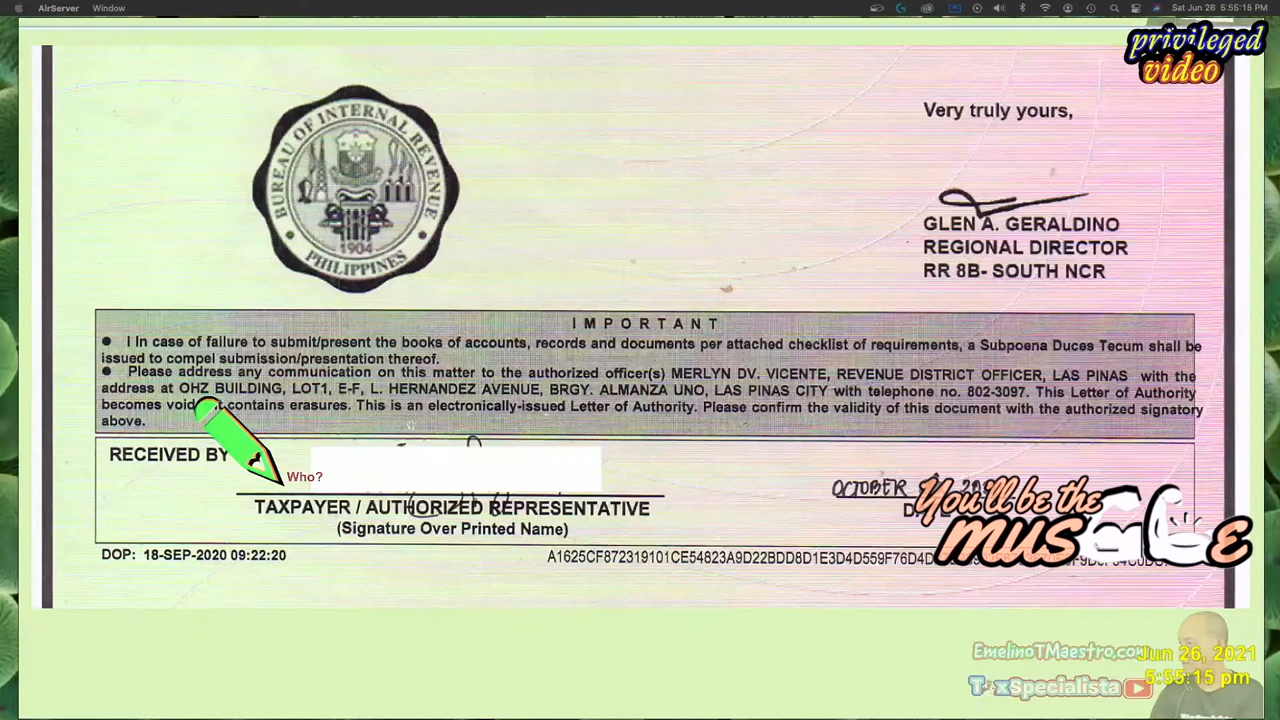 AirServer Window
Sat Jun 26 5:55:15 PM
privileged
video
BUREAU OF INTERNAL REVENUE
1904
PHILIPPINES
Very truly yours,
GLEN A. GERALDINO
REGIONAL DIRECTOR
RR 8B- SOUTH NCR
IMPORTANT
● I In case of failure to submit/present the books of accounts, records and documents per attached checklist of requirements, a Subpoena Duces Tecum shall be
issued to compel submission/presentation thereof.
● Please address any communication on this matter to the authorized officer(s) MERLYN DV. VICENTE, REVENUE DISTRICT OFFICER, LAS PINAS with the
address at OHZ BUILDING, LOT1, E-F, L. HERNANDEZ AVENUE, BRGY. ALMANZA UNO, LAS PINAS CITY with telephone no. 802-3097. This Letter of Authority
becomes void it contains erasures. This is an electronically-issued Letter of Authority. Please confirm the validity of this document with the authorized signatory
above.
RECEIVED BY
Who?
OCTOBER
TAXPAYER / AUTHORIZED REPRESENTATIVE
(Signature Over Printed Name)
You'll be the
muscle
DOP: 18-SEP-2020 09:22:20
EmelinoTMaestro.com
TaxSpecialista
Jun 26, 2021
5:55:15 pm